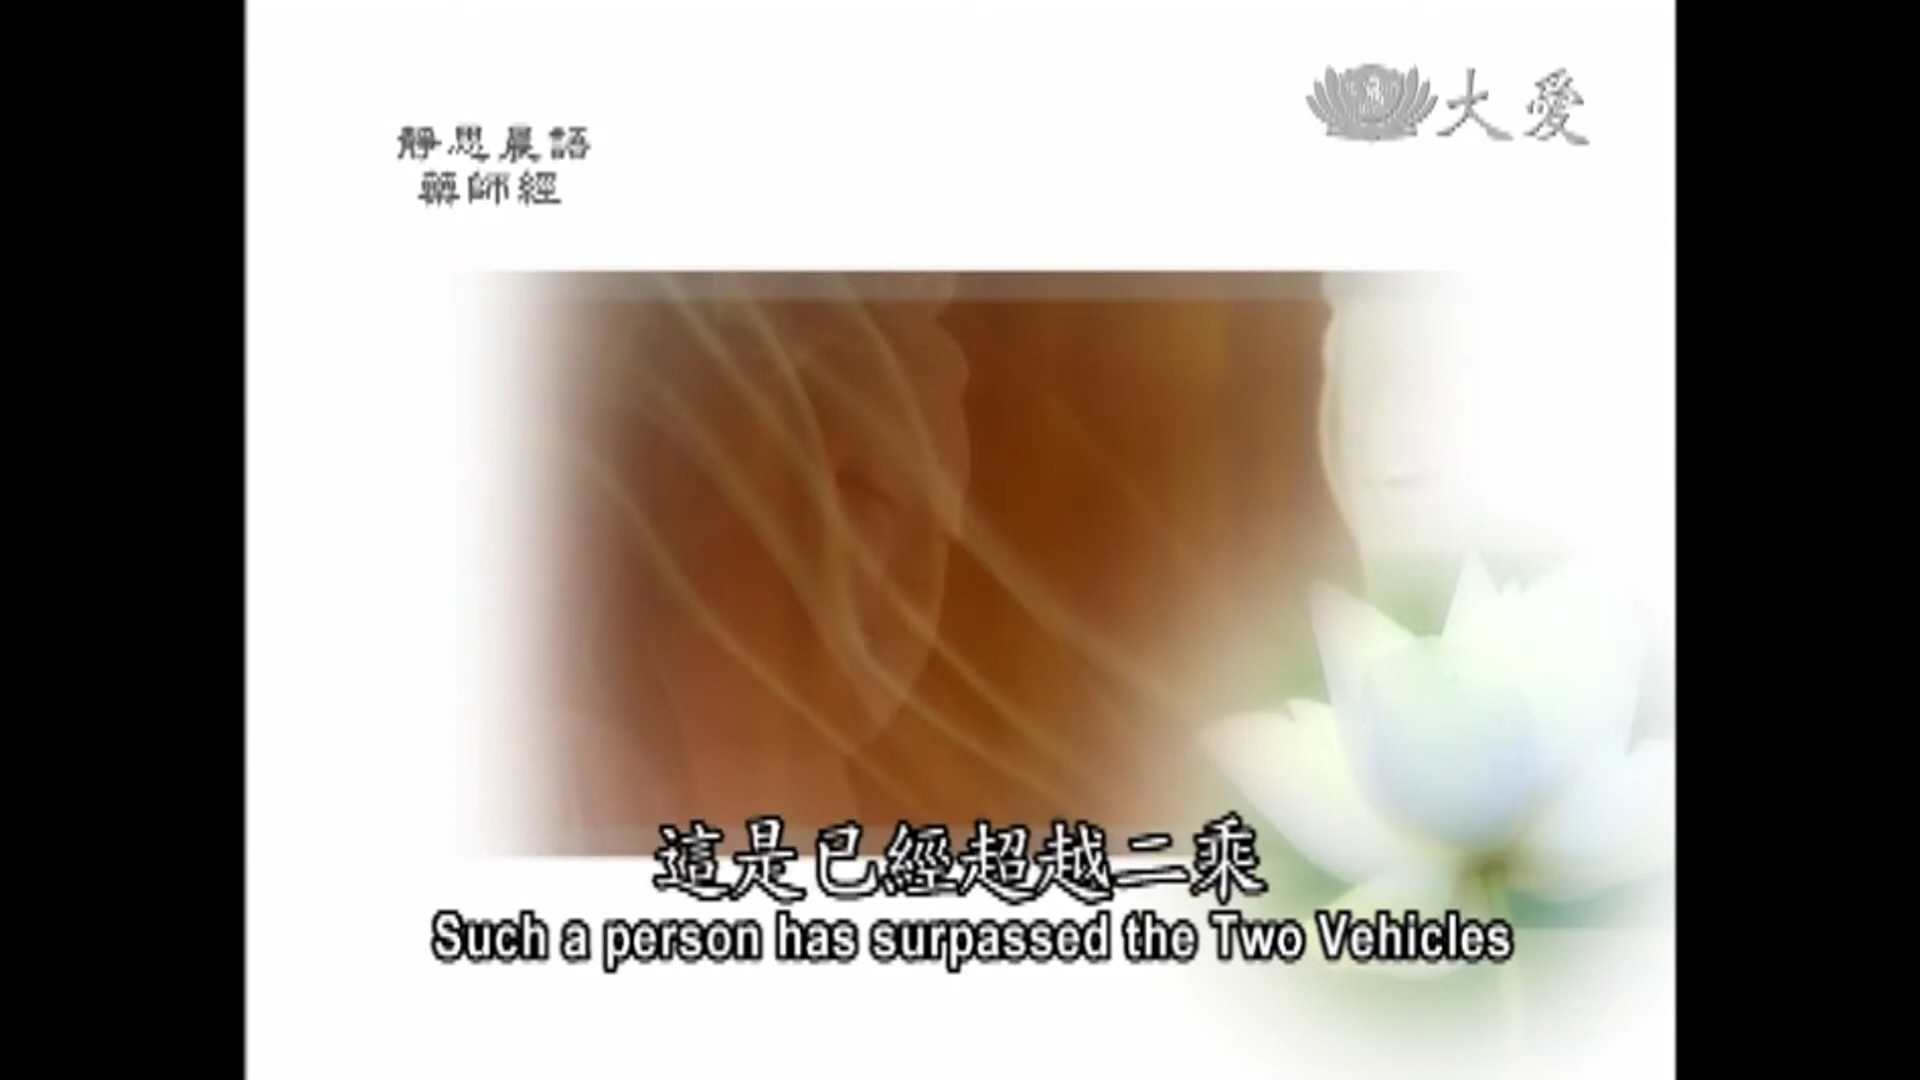 大愛
靜思晨語
藥師經
這是已經超越二乘
Such a person has surpassed the Two Vehicles